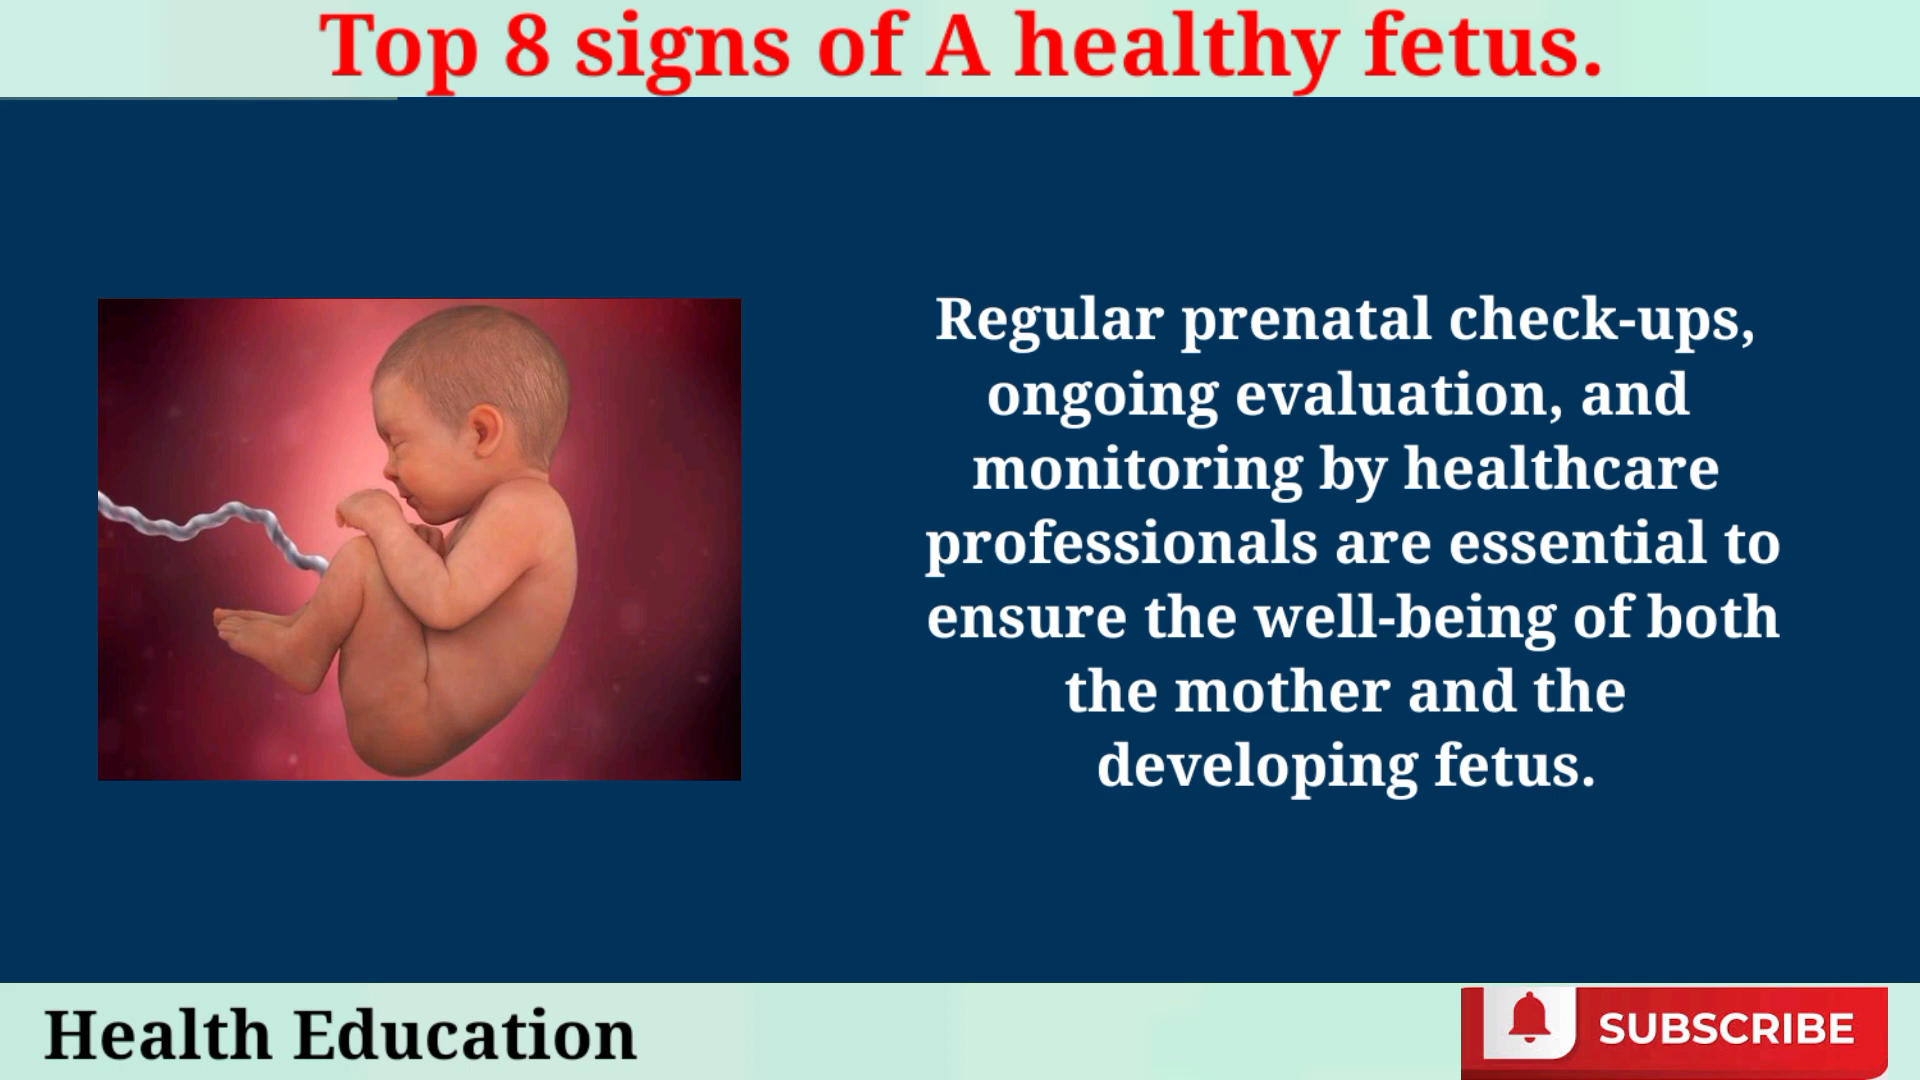 Top 8 signs of A healthy fetus.
Regular prenatal check-ups,
ongoing evaluation, and
monitoring by healthcare
professionals are essential to
ensure the well-being of both
the mother and the
developing fetus.
Health Education
SUBSCRIBE